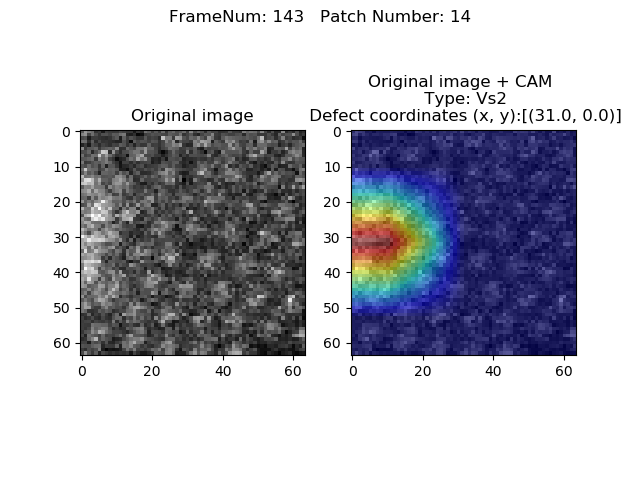 FrameNum: 143   Patch Number: 14
Original image
0
10
20
30
40
50
60
0 20 40 60
Original image + CAM
Type: Vs2
Defect coordinates (x, y):[(31.0, 0.0)]
0
10
20
30
40
50
60
0 20 40 60